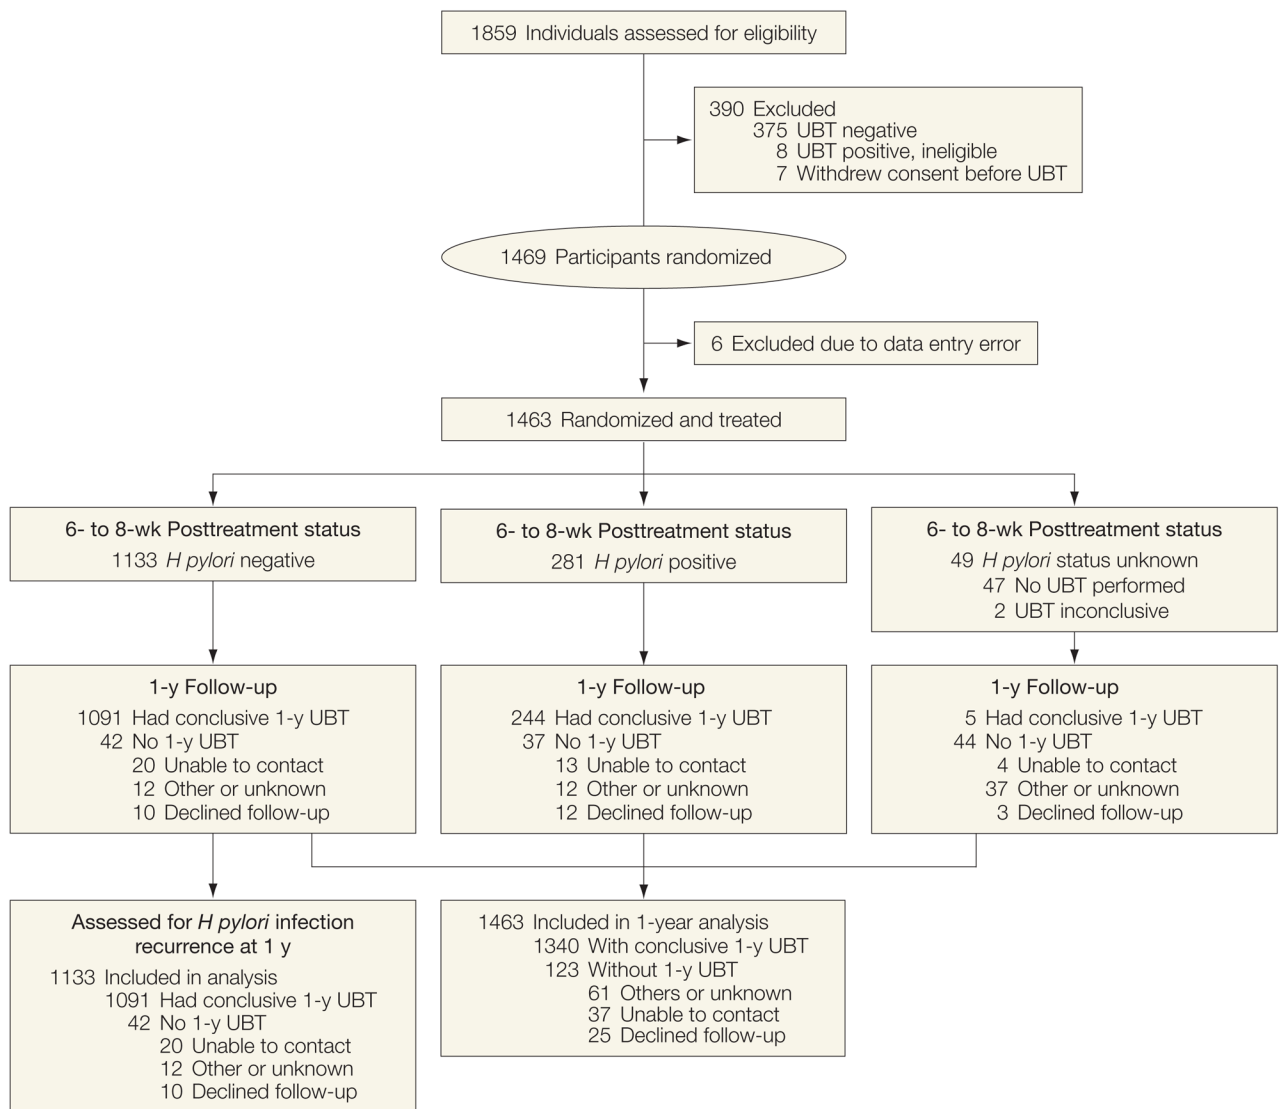 1859 Individuals assessed for eligibility
390 Excluded
375 UBT negative
8 UBT positive, ineligible
7 Withdrew consent before UBT
1469 Participants randomized
6 Excluded due to data entry error
1463 Randomized and treated
6- to 8-wk Posttreatment status
1133 H pylori negative
6- to 8-wk Posttreatment status
281 H pylori positive
6- to 8-wk Posttreatment status
49 H pylori status unknown
47 No UBT performed
2 UBT inconclusive
1-y Follow-up
1091 Had conclusive 1-y UBT
42 No 1-y UBT
20 Unable to contact
12 Other or unknown
10 Declined follow-up
1-y Follow-up
244 Had conclusive 1-y UBT
37 No 1-y UBT
13 Unable to contact
12 Other or unknown
12 Declined follow-up
1-y Follow-up
5 Had conclusive 1-y UBT
44 No 1-y UBT
4 Unable to contact
37 Other or unknown
3 Declined follow-up
Assessed for H pylori infection
recurrence at 1 y
1133 Included in analysis
1091 Had conclusive 1-y UBT
42 No 1-y UBT
20 Unable to contact
12 Other or unknown
10 Declined follow-up
1463 Included in 1-year analysis
1340 With conclusive 1-y UBT
123 Without 1-y UBT
61 Others or unknown
37 Unable to contact
25 Declined follow-up